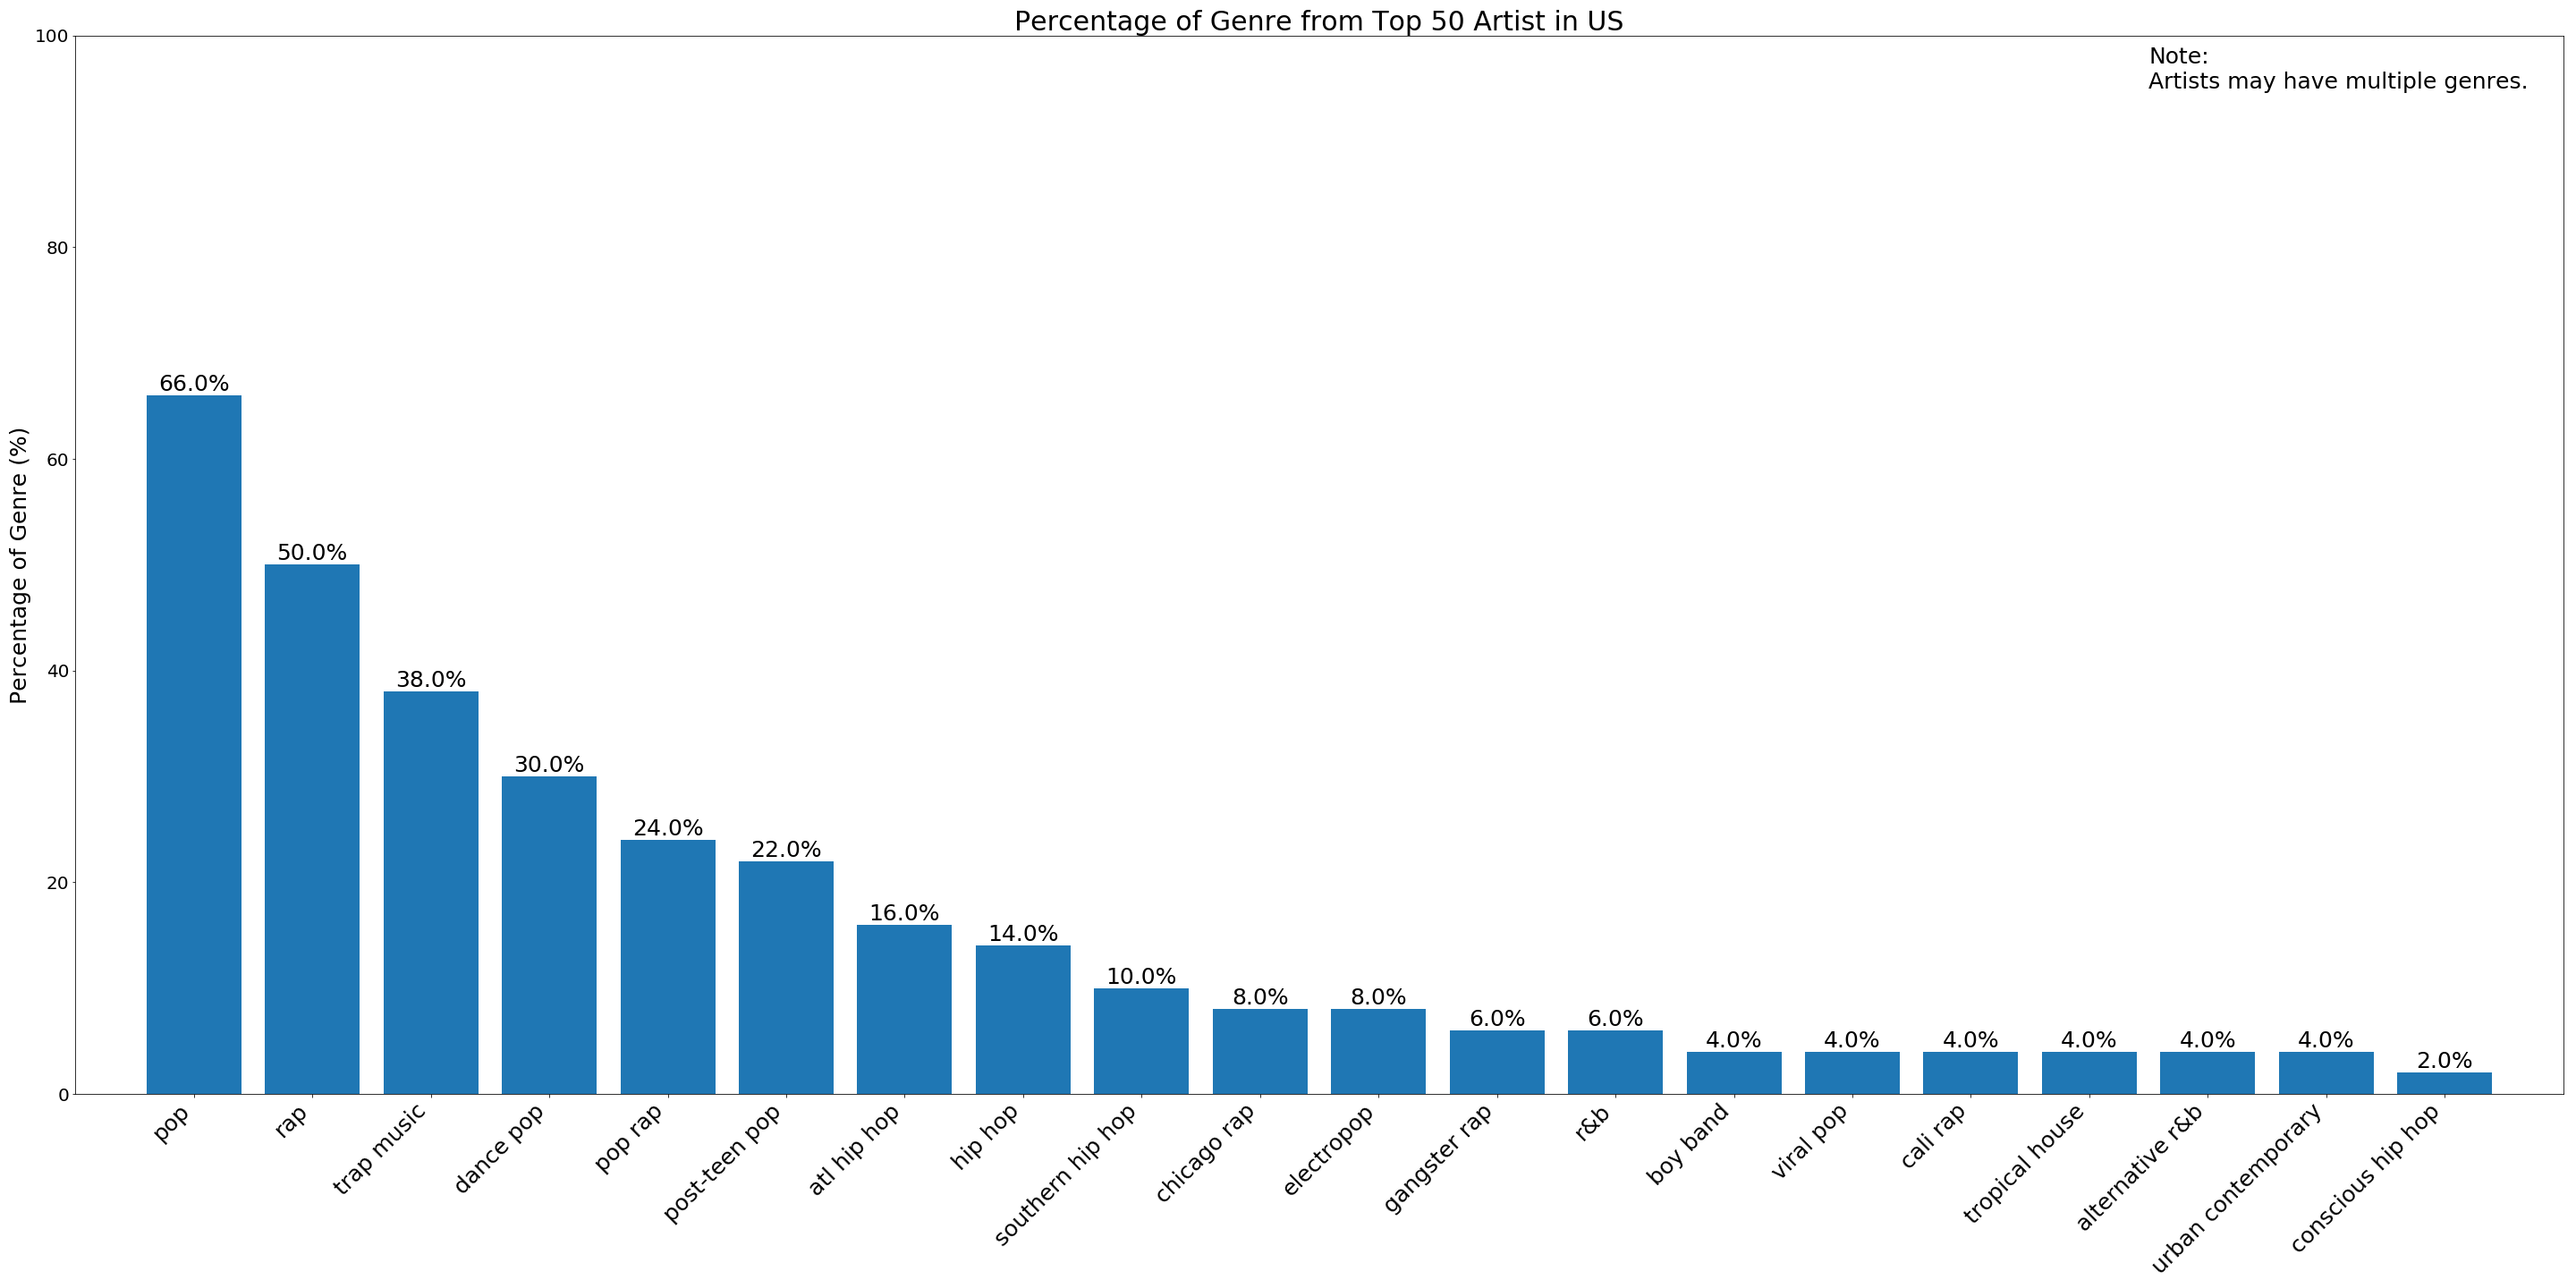 Percentage of Genre from Top 50 Artist in US
Note:
Artists may have multiple genres.
Percentage of Genre (%)
100
80
60
40
20
0
66.0%
50.0%
38.0%
30.0%
24.0%
22.0%
16.0%
14.0%
10.0%
8.0%
8.0%
6.0%
6.0%
4.0%
4.0%
4.0%
4.0%
4.0%
4.0%
2.0%
pop
rap
trap music
dance pop
pop rap
post-teen pop
atl hip hop
hip hop
southern hip hop
chicago rap
electropop
gangster rap
r&b
boy band
viral pop
cali rap
tropical house
alternative r&b
urban contemporary
conscious hip hop